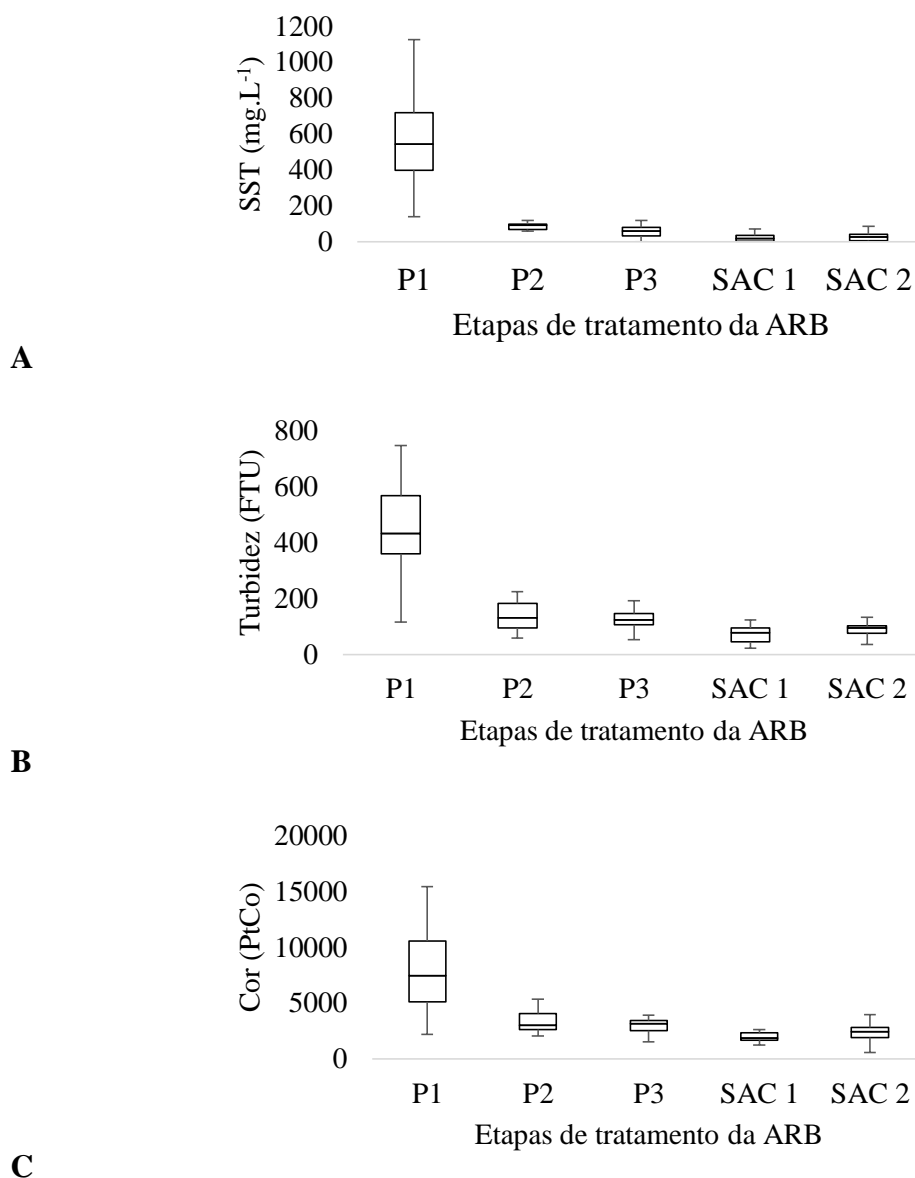 1200
1000
800
600
400
200
0
SST (mg.L⁻¹)
P1 P2 P3 SAC 1 SAC 2
Etapas de tratamento da ARB
A
800
600
400
200
0
Turbidez (FTU)
P1 P2 P3 SAC 1 SAC 2
Etapas de tratamento da ARB
B
20000
15000
10000
5000
0
Cor (PtCo)
P1 P2 P3 SAC 1 SAC 2
Etapas de tratamento da ARB
C